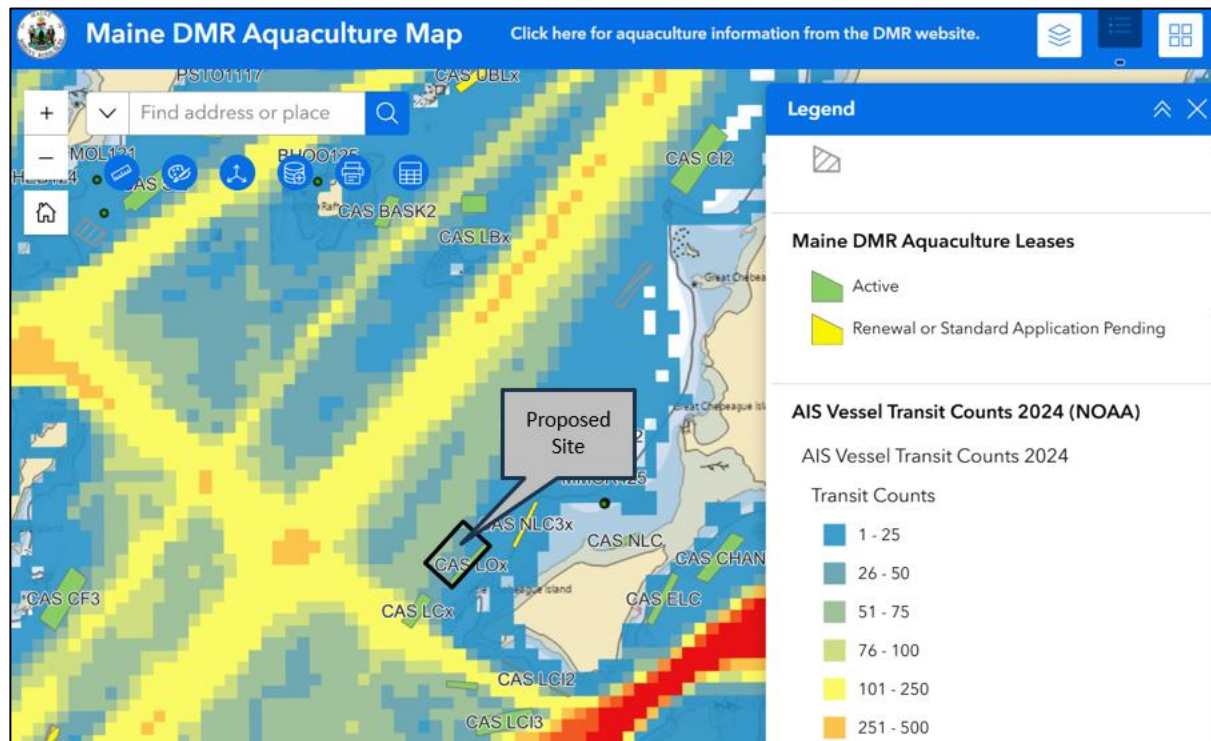 Maine DMR Aquaculture Map
Click here for aquaculture information from the DMR website.
PSTO1117
CAS UBLx
+
Find address or place
−
BHOO125
CAS CI2
CAS BASK2
CAS LBx
Great Chebea
Great Chebeague Isl
Proposed
Site
CAS NLC3x
CAS NLC
CAS LOx
CAS CHAN
CAS CF3
CAS LCx
CAS ELC
CAS LCI2
CAS LCI3
Legend
Maine DMR Aquaculture Leases
Active
Renewal or Standard Application Pending
AIS Vessel Transit Counts 2024 (NOAA)
AIS Vessel Transit Counts 2024
Transit Counts
1 - 25
26 - 50
51 - 75
76 - 100
101 - 250
251 - 500